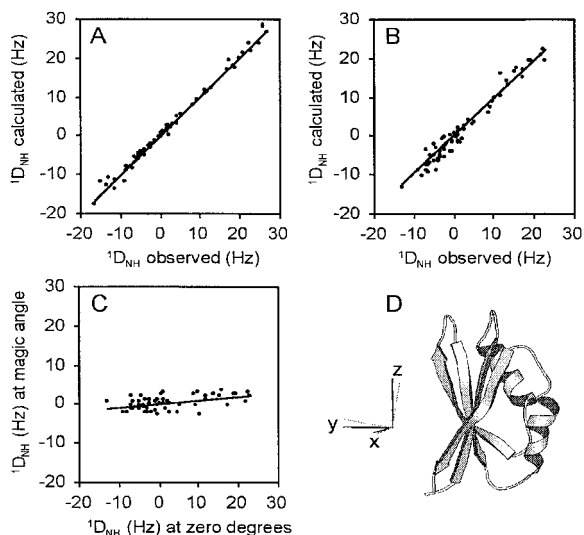 A
30
20
10
0
-10
-20
-20 -10 0 10 20 30
¹D_NH calculated (Hz)
¹D_NH observed (Hz)
B
30
20
10
0
-10
-20
-20 -10 0 10 20 30
¹D_NH calculated (Hz)
¹D_NH observed (Hz)
C
30
20
10
0
-10
-20
-20 -10 0 10 20 30
¹D_NH (Hz) at magic angle
¹D_NH (Hz) at zero degrees
D
z
y
x